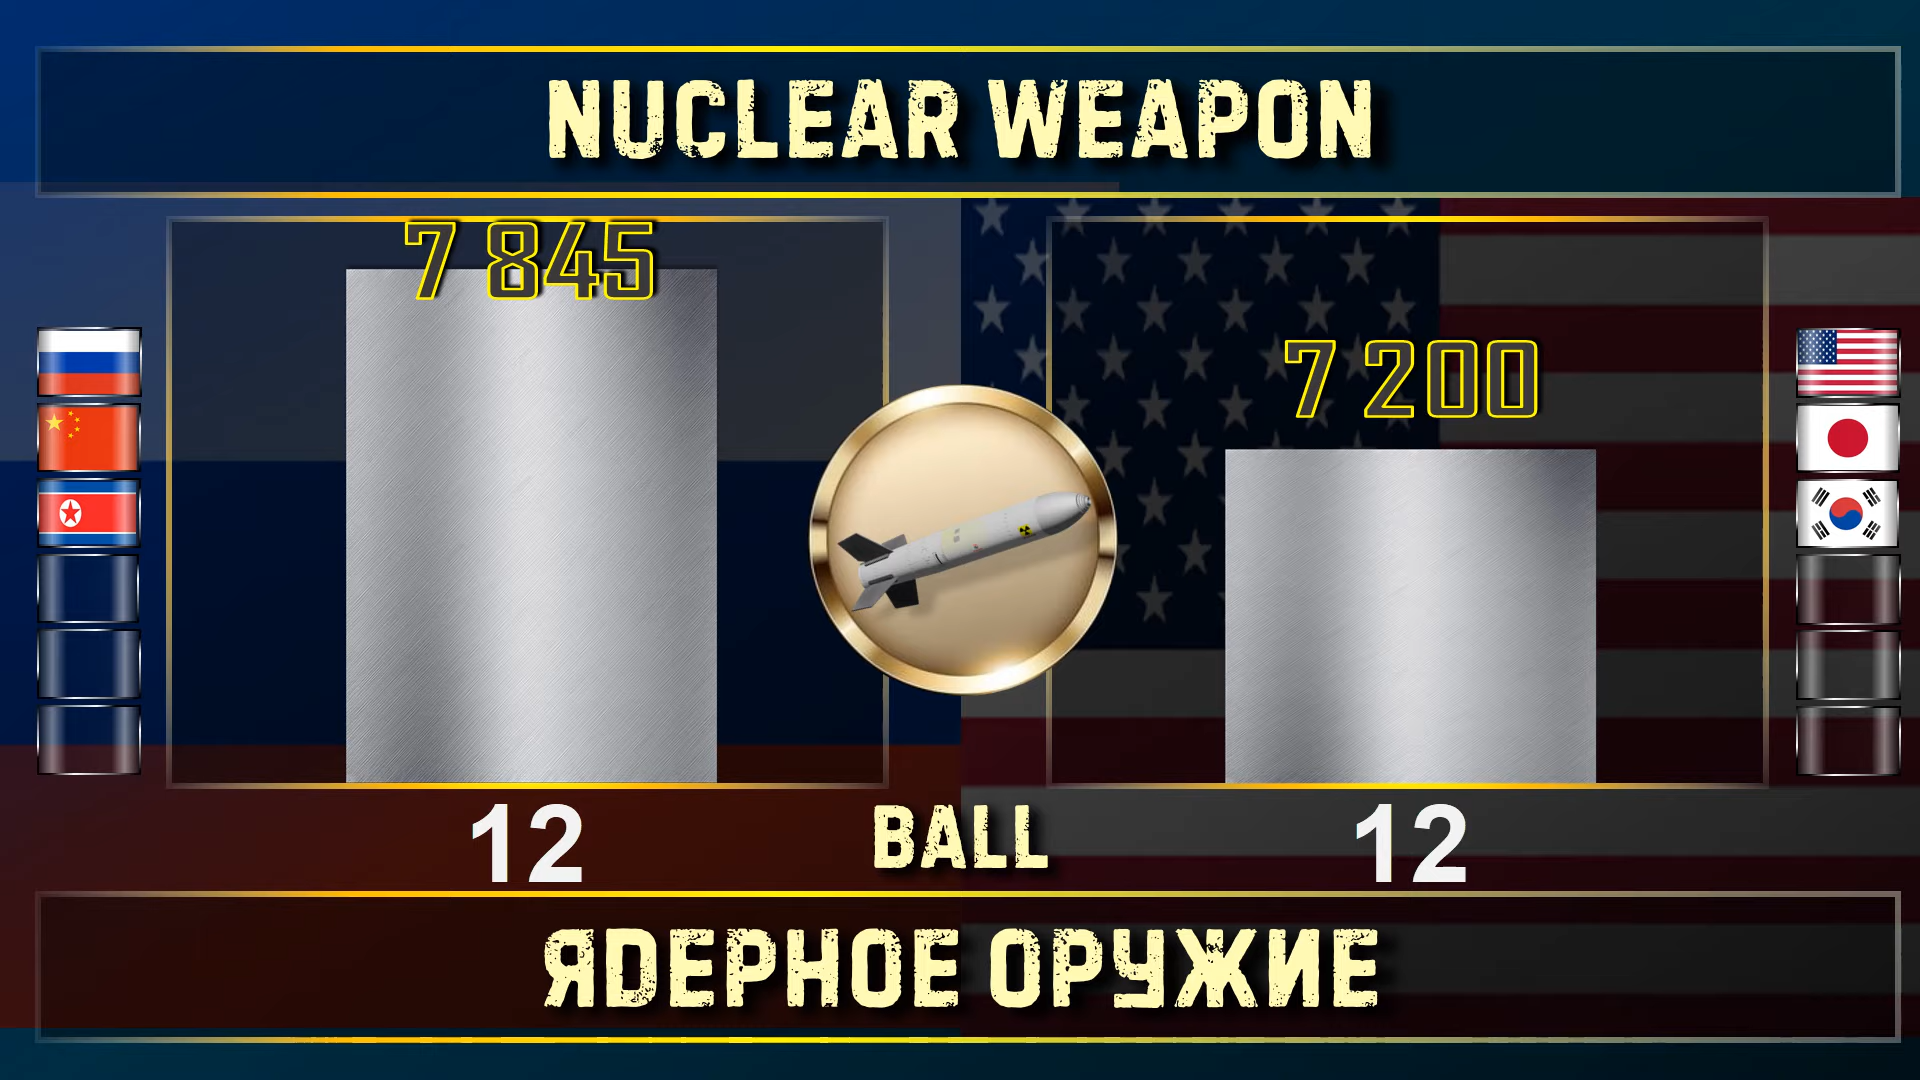 NUCLEAR WEAPON
7 845
7 200
12 BALL 12
ЯДЕРНОЕ ОРУЖИЕ